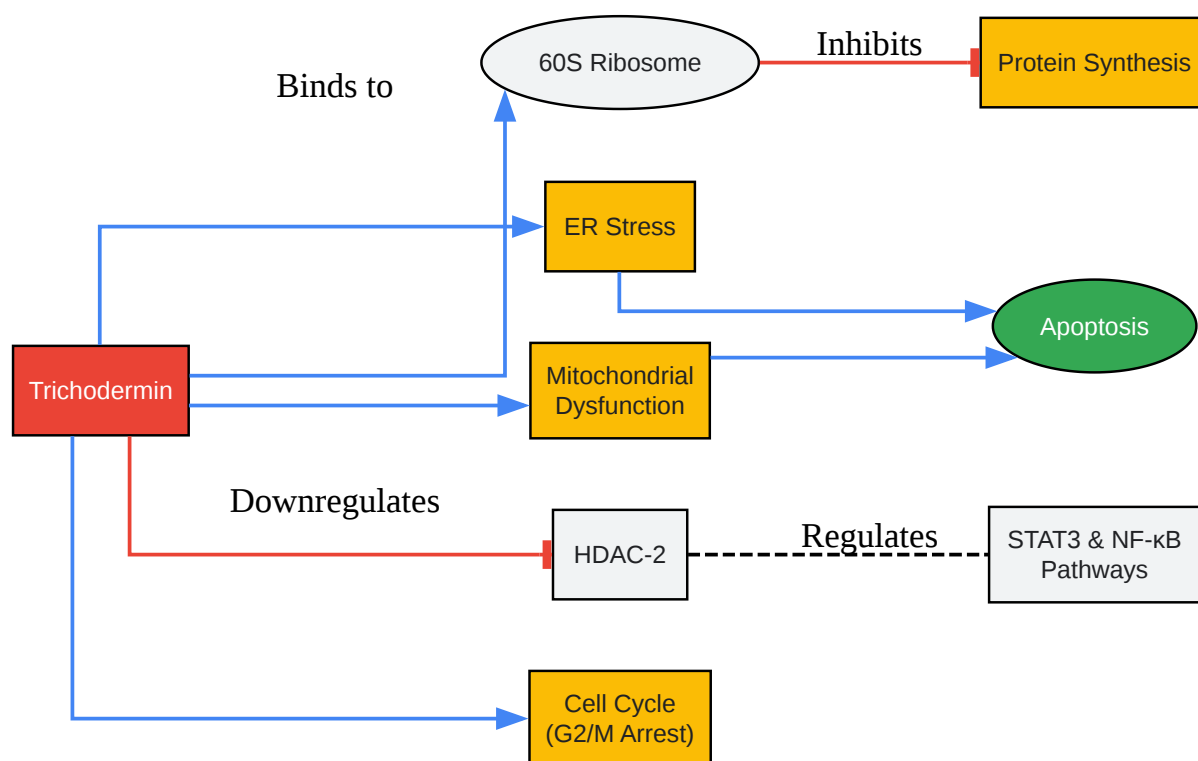 60S Ribosome
Inhibits
Protein Synthesis
Binds to
ER Stress
Apoptosis
Trichodermin
Mitochondrial
Dysfunction
Downregulates
HDAC-2
Regulates
STAT3 & NF-κB
Pathways
Cell Cycle
(G2/M Arrest)